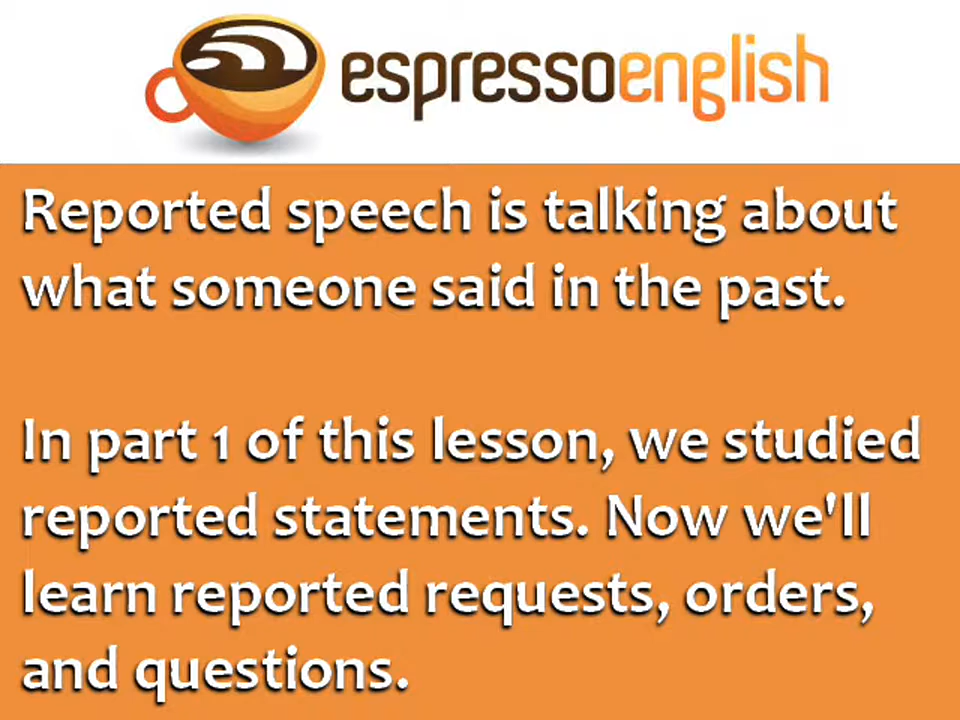 espressoenglish
Reported speech is talking about
what someone said in the past.
In part 1 of this lesson, we studied
reported statements. Now we'll
learn reported requests, orders,
and questions.